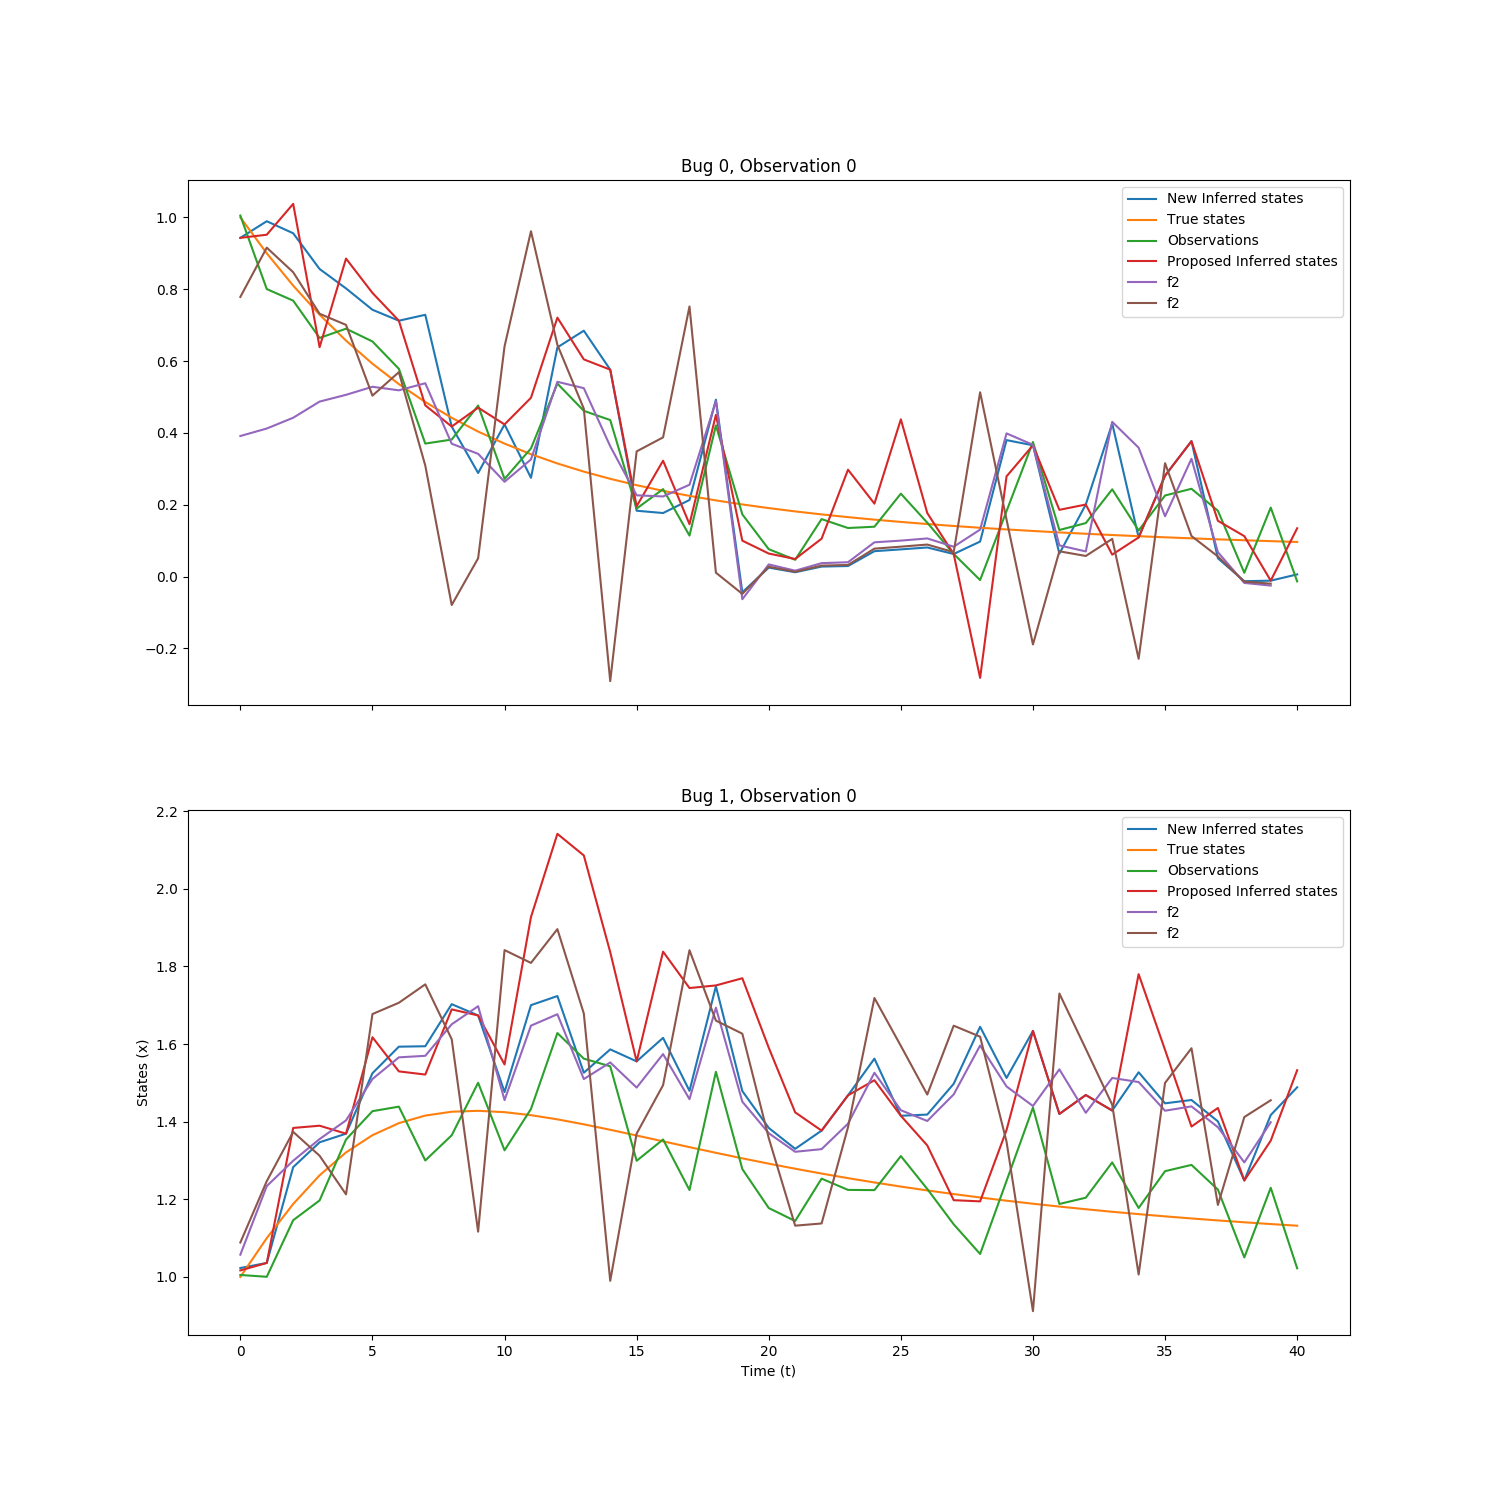 Bug 0, Observation 0
New Inferred states
True states
Observations
Proposed Inferred states
f2
f2
1.0
0.8
0.6
0.4
0.2
0.0
−0.2
Bug 1, Observation 0
New Inferred states
True states
Observations
Proposed Inferred states
f2
f2
2.2
2.0
1.8
1.6
1.4
1.2
1.0
States (x)
0 5 10 15 20 25 30 35 40
Time (t)